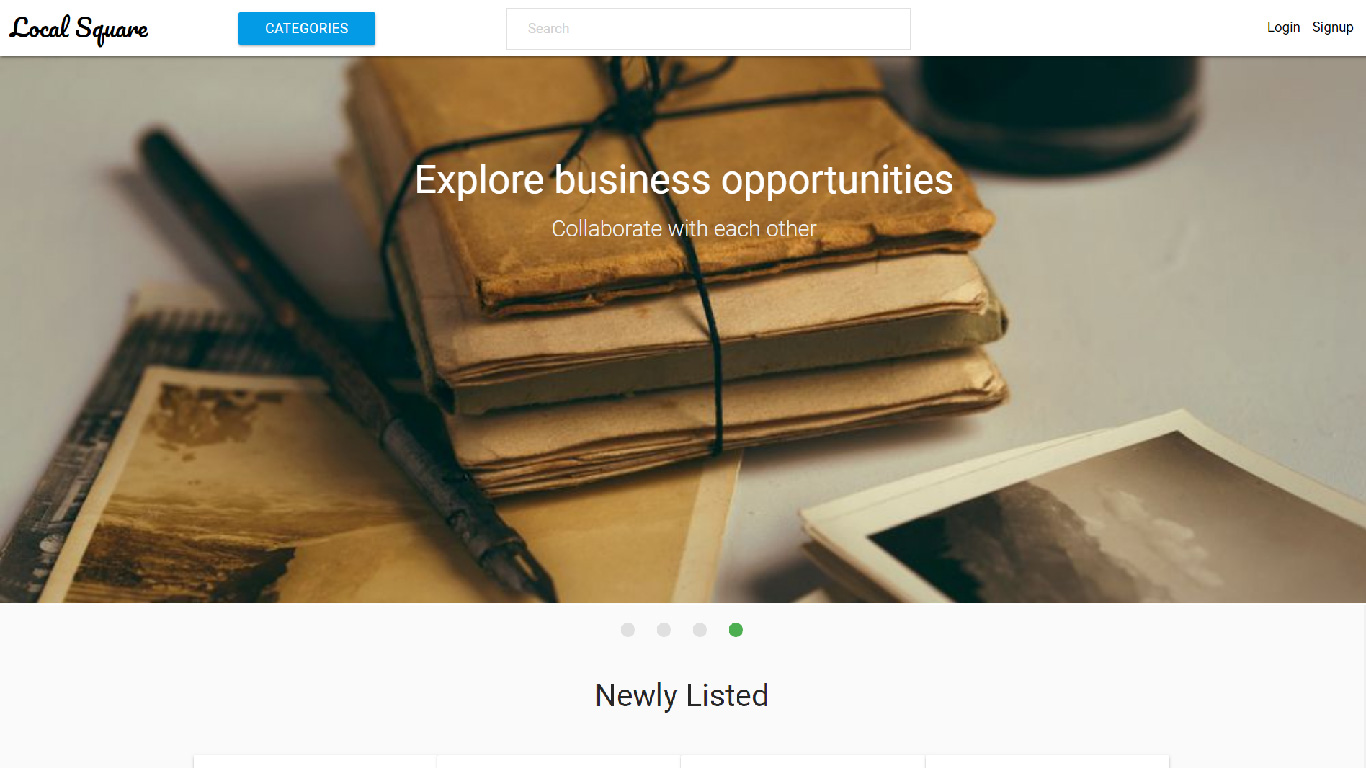 Local Square
CATEGORIES
Search
Login
Signup
Explore business opportunities
Collaborate with each other
Newly Listed